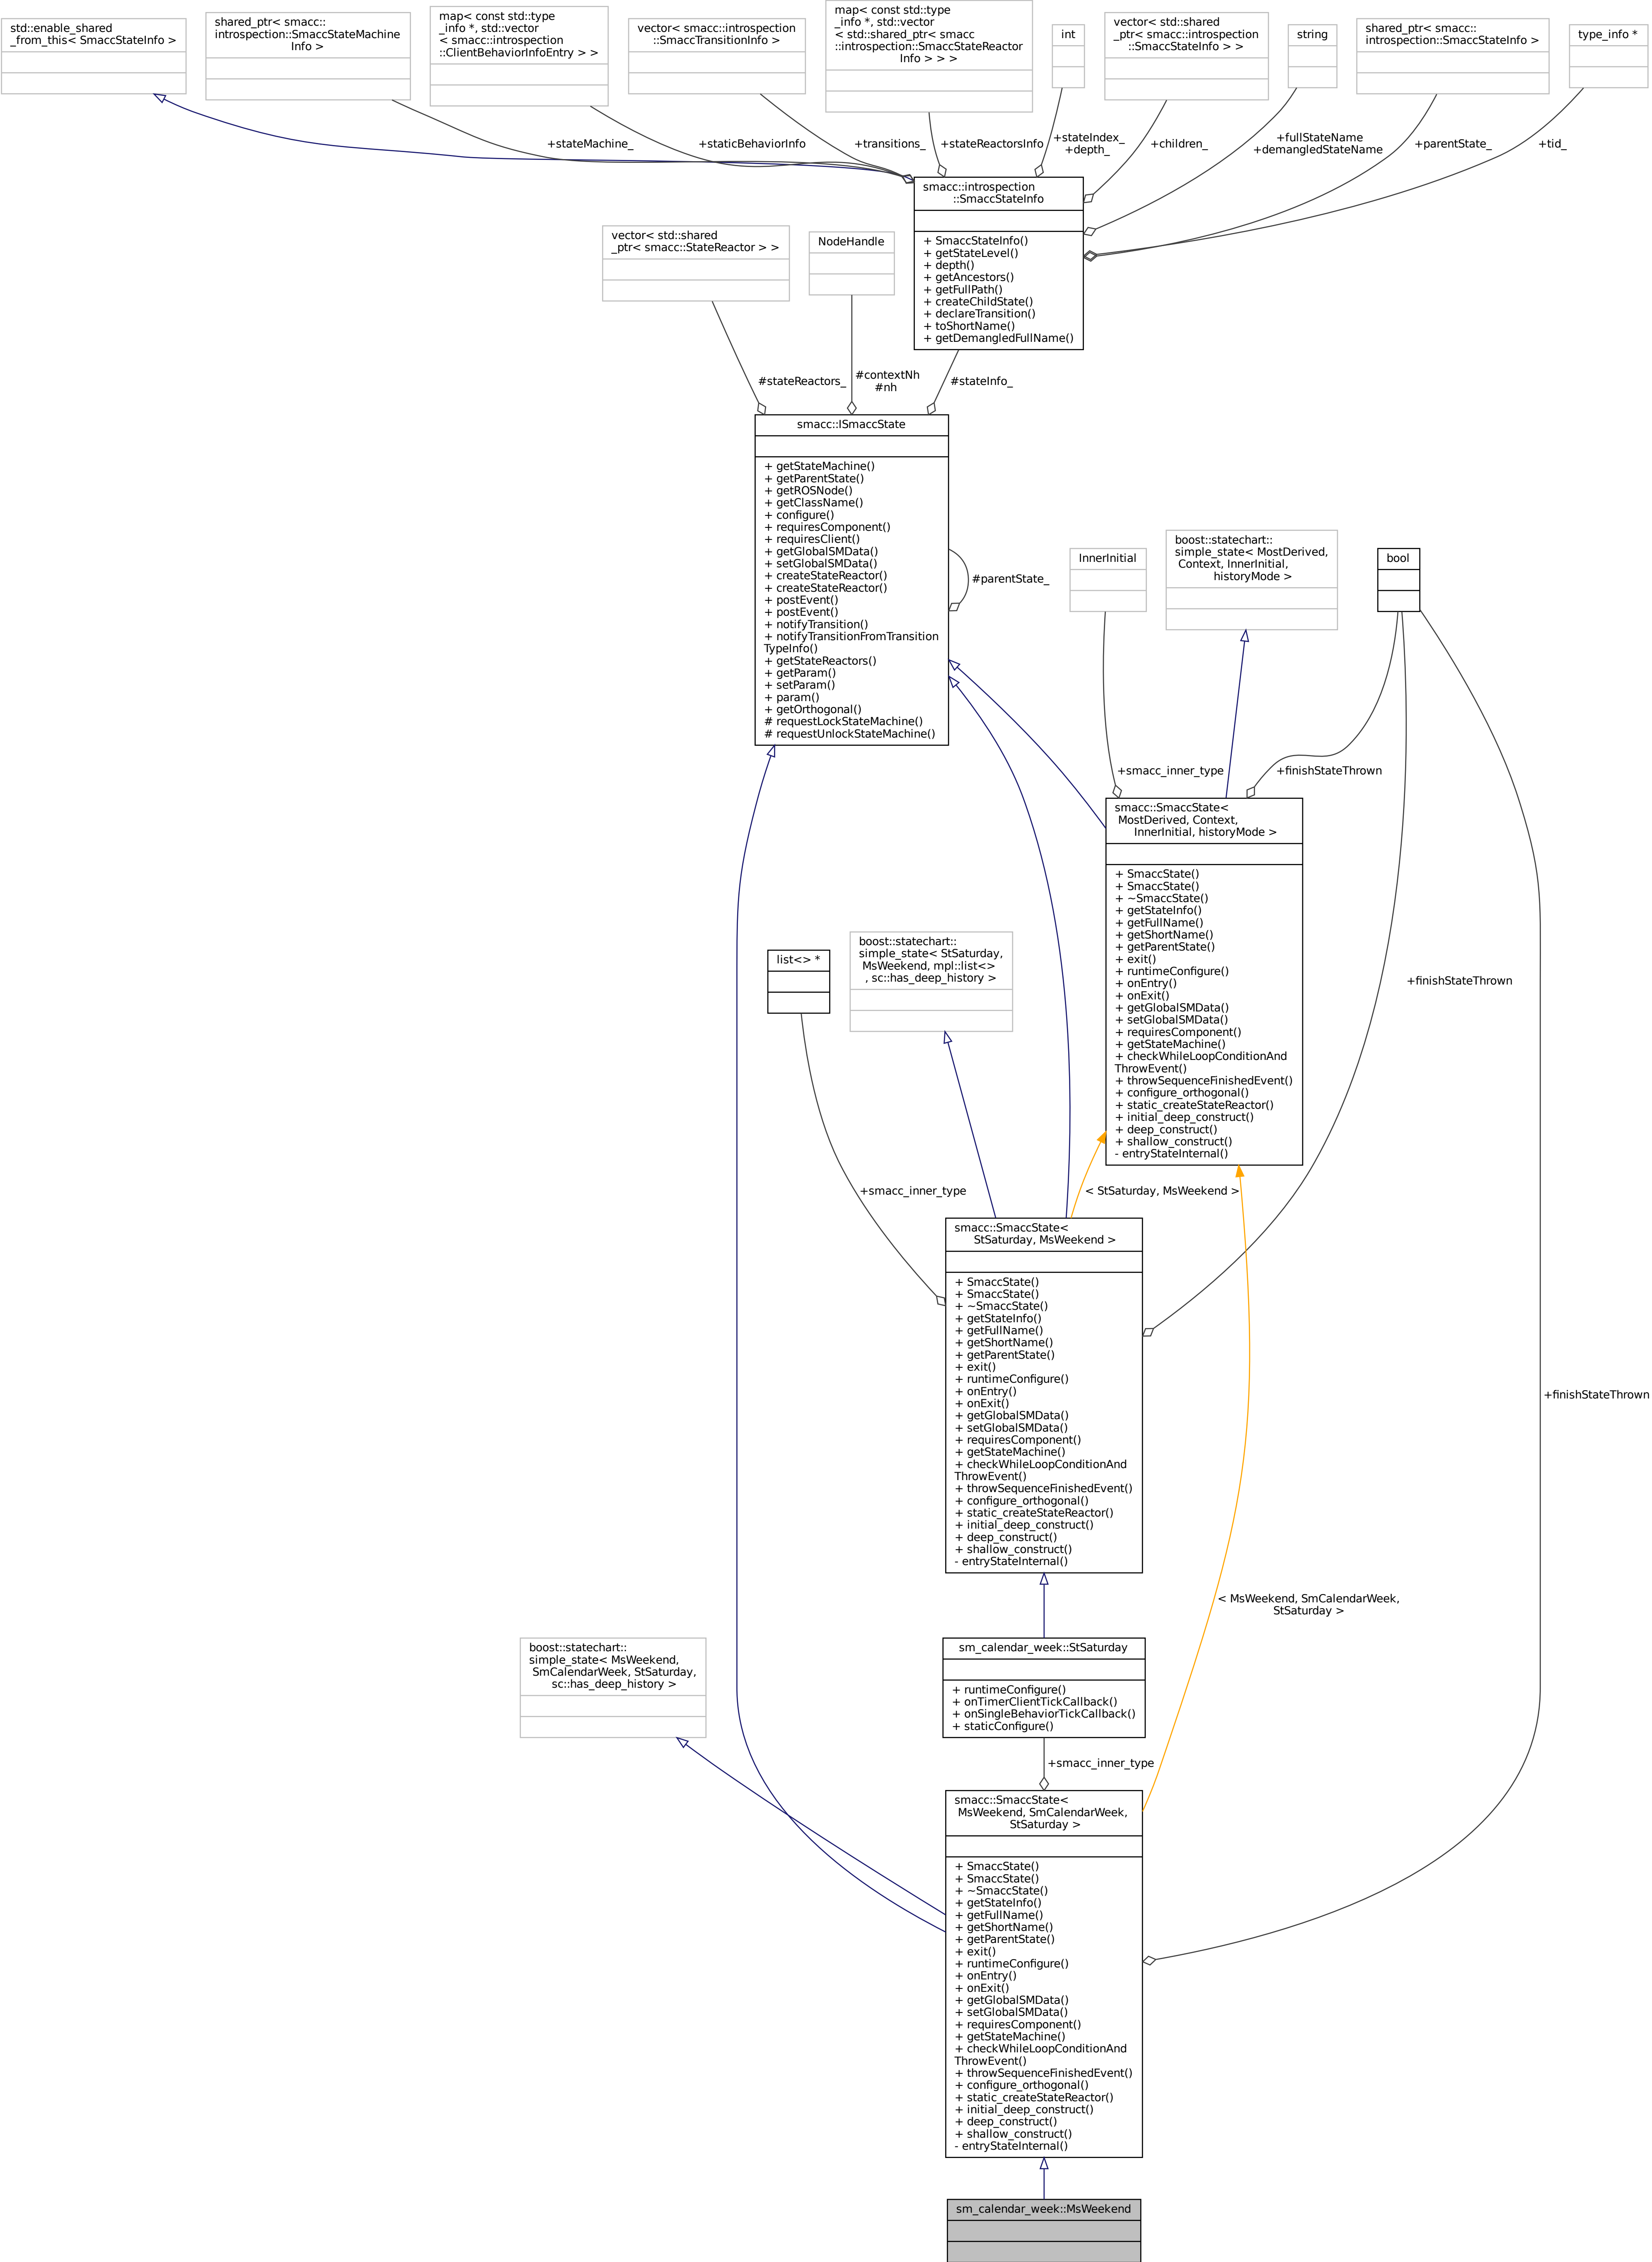 std::enable_shared
_from_this< SmaccStateInfo >
shared_ptr< smacc::
introspection::SmaccStateMachine
Info >
map< const std::type
_info *, std::vector
< smacc::introspection
::ClientBehaviorInfoEntry > >
vector< smacc::introspection
::SmaccTransitionInfo >
map< const std::type
_info *, std::vector
< std::shared_ptr< smacc
::introspection::SmaccStateReactor
Info > > >
int
vector< std::shared
_ptr< smacc::introspection
::SmaccStateInfo > >
string
shared_ptr< smacc::
introspection::SmaccStateInfo >
type_info *
+stateMachine_
+staticBehaviorInfo
+transitions_
+stateReactorsInfo
+stateIndex_
+depth_
+children_
+fullStateName
+demangledStateName
+parentState_
+tid_
smacc::introspection
::SmaccStateInfo
+ SmaccStateInfo()
+ getStateLevel()
+ depth()
+ getAncestors()
+ getFullPath()
+ createChildState()
+ declareTransition()
+ toShortName()
+ getDemangledFullName()
vector< std::shared
_ptr< smacc::StateReactor > >
NodeHandle
#stateReactors_
#contextNh
#nh
#stateInfo_
smacc::ISmaccState
+ getStateMachine()
+ getParentState()
+ getROSNode()
+ getClassName()
+ configure()
+ requiresComponent()
+ requiresClient()
+ getGlobalSMData()
+ setGlobalSMData()
+ createStateReactor()
+ createStateReactor()
+ postEvent()
+ postEvent()
+ notifyTransition()
+ notifyTransitionFromTransition
TypeInfo()
+ getStateReactors()
+ getParam()
+ setParam()
+ param()
+ getOrthogonal()
# requestLockStateMachine()
# requestUnlockStateMachine()
#parentState_
InnerInitial
boost::statechart::
simple_state< MostDerived,
Context, InnerInitial,
historyMode >
bool
+smacc_inner_type
+finishStateThrown
smacc::SmaccState<
MostDerived, Context,
InnerInitial, historyMode >
+ SmaccState()
+ SmaccState()
+ ~SmaccState()
+ getStateInfo()
+ getFullName()
+ getShortName()
+ getParentState()
+ exit()
+ runtimeConfigure()
+ onEntry()
+ onExit()
+ getGlobalSMData()
+ setGlobalSMData()
+ requiresComponent()
+ getStateMachine()
+ checkWhileLoopConditionAnd
ThrowEvent()
+ throwSequenceFinishedEvent()
+ configure_orthogonal()
+ static_createStateReactor()
+ initial_deep_construct()
+ deep_construct()
+ shallow_construct()
- entryStateInternal()
list<> *
boost::statechart::
simple_state< StSaturday,
MsWeekend, mpl::list<>
, sc::has_deep_history >
+finishStateThrown
+smacc_inner_type
< StSaturday, MsWeekend >
smacc::SmaccState<
StSaturday, MsWeekend >
+ SmaccState()
+ SmaccState()
+ ~SmaccState()
+ getStateInfo()
+ getFullName()
+ getShortName()
+ getParentState()
+ exit()
+ runtimeConfigure()
+ onEntry()
+ onExit()
+ getGlobalSMData()
+ setGlobalSMData()
+ requiresComponent()
+ getStateMachine()
+ checkWhileLoopConditionAnd
ThrowEvent()
+ throwSequenceFinishedEvent()
+ configure_orthogonal()
+ static_createStateReactor()
+ initial_deep_construct()
+ deep_construct()
+ shallow_construct()
- entryStateInternal()
+finishStateThrown
< MsWeekend, SmCalendarWeek,
StSaturday >
boost::statechart::
simple_state< MsWeekend,
SmCalendarWeek, StSaturday,
sc::has_deep_history >
sm_calendar_week::StSaturday
+ runtimeConfigure()
+ onTimerClientTickCallback()
+ onSingleBehaviorTickCallback()
+ staticConfigure()
+smacc_inner_type
smacc::SmaccState<
MsWeekend, SmCalendarWeek,
StSaturday >
+ SmaccState()
+ SmaccState()
+ ~SmaccState()
+ getStateInfo()
+ getFullName()
+ getShortName()
+ getParentState()
+ exit()
+ runtimeConfigure()
+ onEntry()
+ onExit()
+ getGlobalSMData()
+ setGlobalSMData()
+ requiresComponent()
+ getStateMachine()
+ checkWhileLoopConditionAnd
ThrowEvent()
+ throwSequenceFinishedEvent()
+ configure_orthogonal()
+ static_createStateReactor()
+ initial_deep_construct()
+ deep_construct()
+ shallow_construct()
- entryStateInternal()
sm_calendar_week::MsWeekend